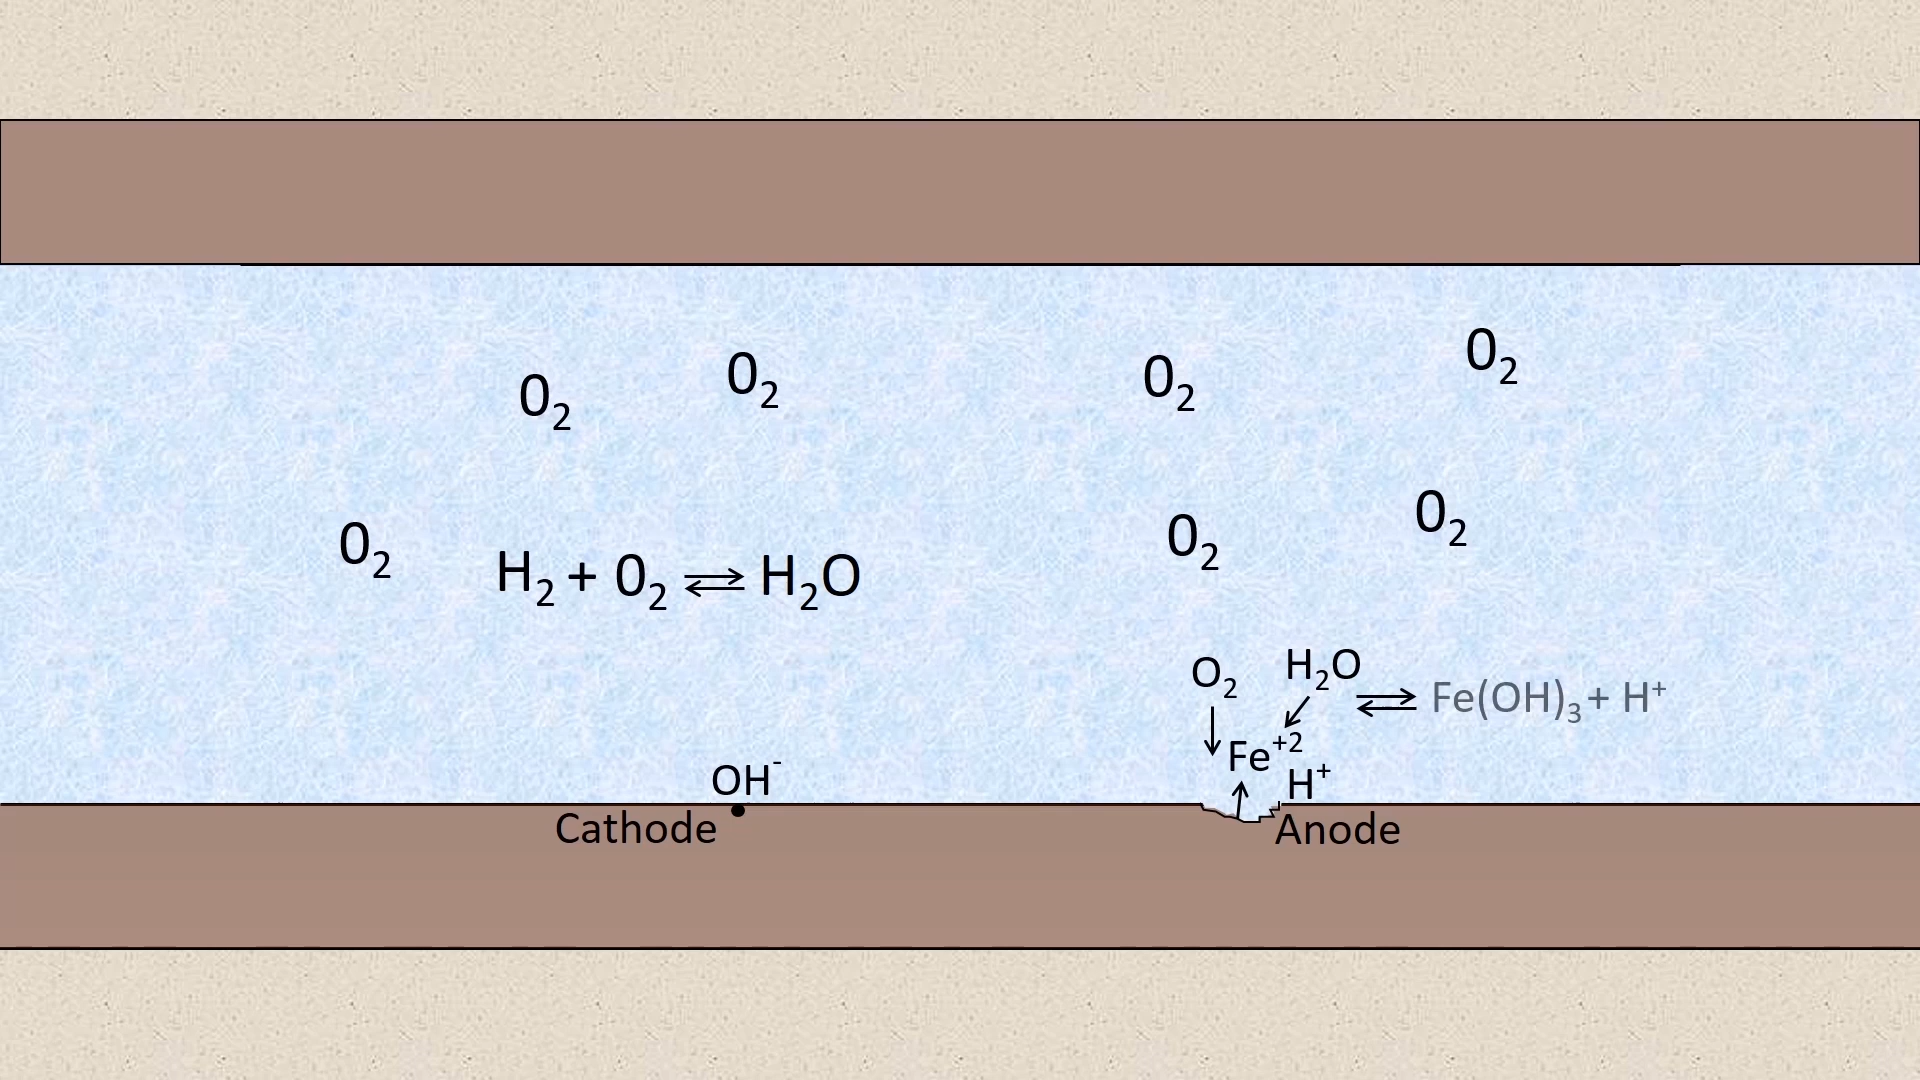 0₂
0₂
0₂
0₂
0₂
H₂ + 0₂ ⇌ H₂O
0₂
0₂
O₂ H₂O ⇌ Fe(OH)₃ + H⁺
Fe⁺²
H⁺
OH⁻
Cathode
Anode